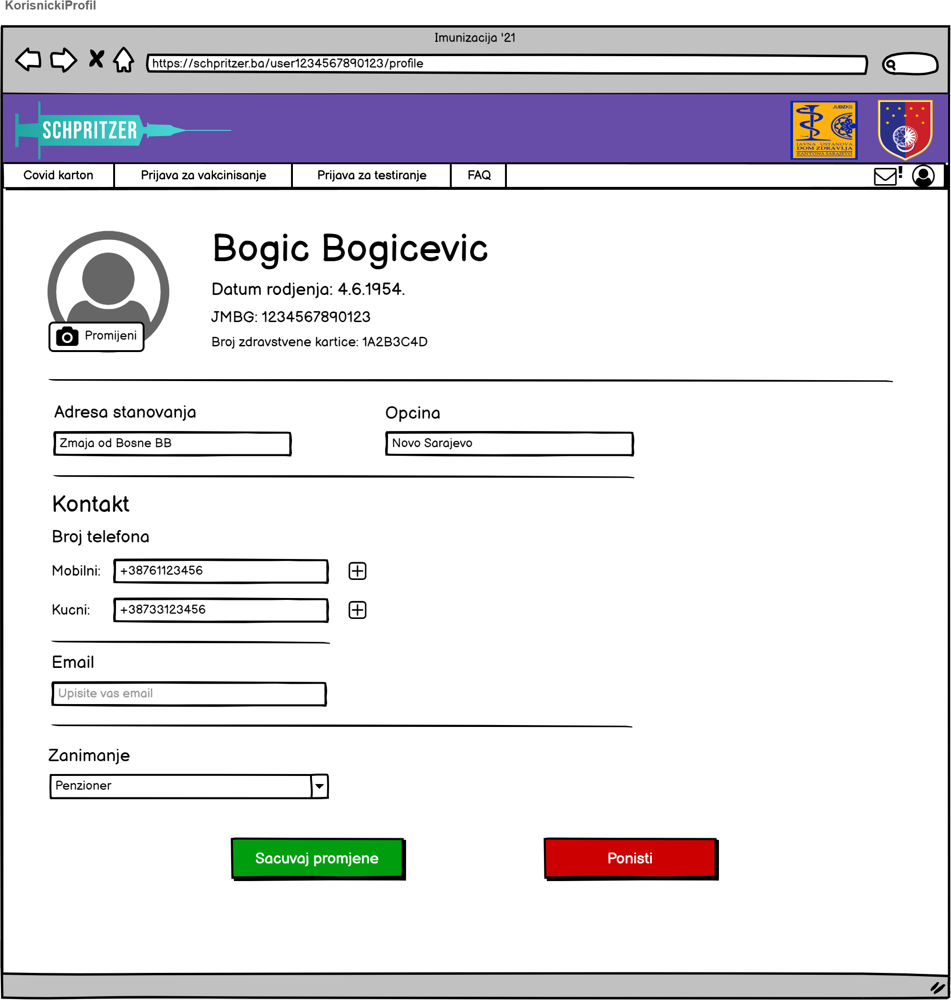 KorisnickiProfil
Imunizacija '21
https://schpritzer.ba/user1234567890123/profile
SCHPRITZER
JUDZKS
JAVNA USTANOVA
DOM ZDRAVLJA
KANTONA SARAJEVO
Covid karton Prijava za vakcinisanje Prijava za testiranje FAQ !
Bogic Bogicevic
Datum rodjenja: 4.6.1954.
JMBG: 1234567890123
Promijeni
Broj zdravstvene kartice: 1A2B3C4D
Adresa stanovanja Opcina
Zmaja od Bosne BB Novo Sarajevo
Kontakt
Broj telefona
Mobilni: +38761123456
Kucni: +38733123456
Email
Upisite vas email
Zanimanje
Penzioner
Sacuvaj promjene Ponisti